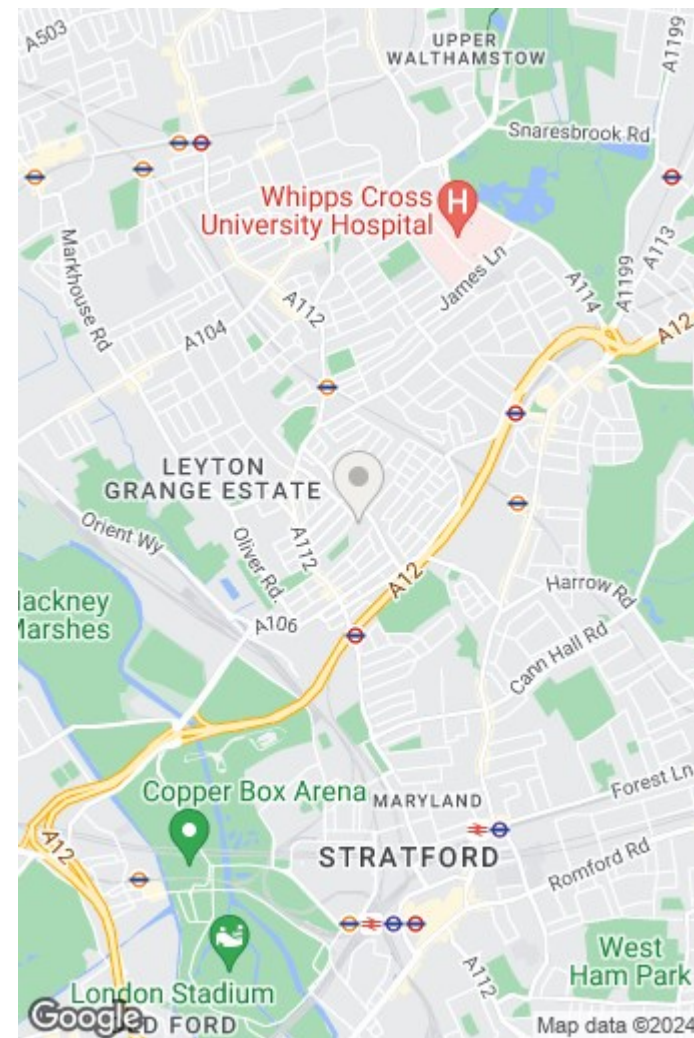 A503
UPPER
WALTHAMSTOW
A1199
Snaresbrook Rd
Whipps Cross
University Hospital
H
Markhouse Rd
James Ln
A113
A1199
A114
A112
A104
A12
LEYTON
GRANGE ESTATE
Orient Wy
Oliver Rd.
A112
A12
Harrow Rd
Hackney
Marshes
A106
Cann Hall Rd
Copper Box Arena
MARYLAND
Forest Ln
A12
STRATFORD
Romford Rd
A112
West
Ham Park
London Stadium
Google
FORD
Map data ©2024